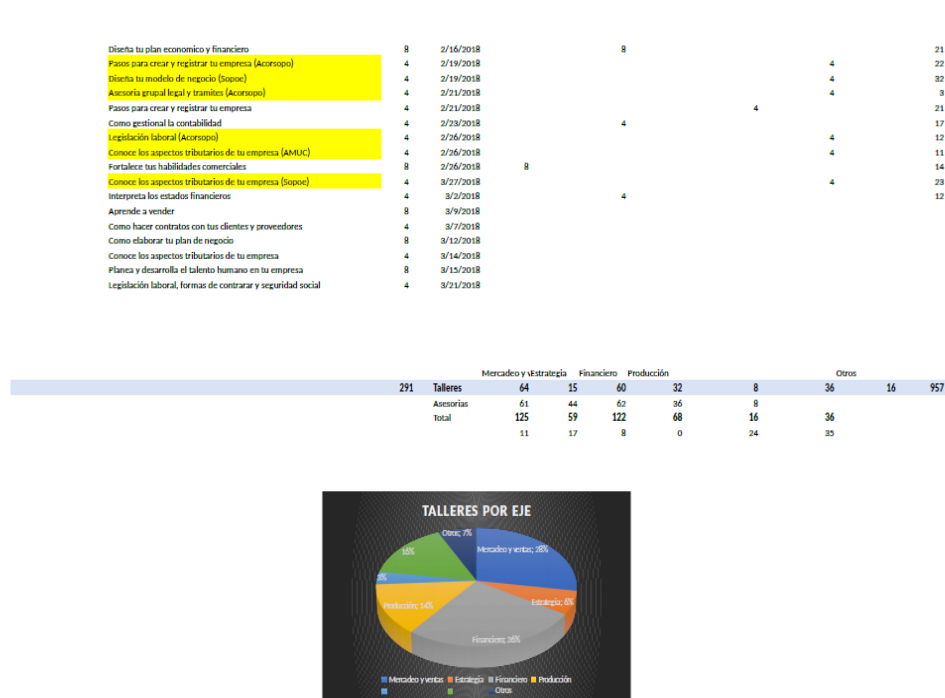 Diseña tu plan economico y financiero 8 2/16/2018 8 21
Pasos para crear y registrar tu empresa (Acorsopo) 4 2/19/2018 4 22
Diseña tu modelo de negocio (Sopoe) 4 2/19/2018 4 32
Asesoria grupal legal y tramites (Acorsopo) 4 2/21/2018 4 3
Pasos para crear y registrar tu empresa 4 2/21/2018 4 21
Como gestional la contabilidad 4 2/23/2018 4 17
Legislación laboral (Acorsopo) 4 2/26/2018 4 12
Conoce los aspectos tributarios de tu empresa (AMUC) 4 2/26/2018 4 11
Fortalece tus habilidades comerciales 8 2/26/2018 8 14
Conoce los aspectos tributarios de tu empresa (Sopoe) 4 3/27/2018 4 23
Interpreta los estados financieros 4 3/2/2018 4 12
Aprende a vender 8 3/9/2018
Como hacer contratos con tus clientes y proveedores 4 3/7/2018
Como elaborar tu plan de negocio 8 3/12/2018
Conoce los aspectos tributarios de tu empresa 4 3/14/2018
Planea y desarrolla el talento humano en tu empresa 8 3/15/2018
Legislación laboral, formas de contrarar y seguridad social 4 3/21/2018
Mercadeo y v Estrategia Financiero Producción Otros
291 Talleres 64 15 60 32 8 36 16 957
Asesorias 61 44 62 36 8
Total 125 59 122 68 16 36
11 17 8 0 24 35
TALLERES POR EJE
Otros; 7%
Mercadeo y ventas; 28%
16%
Estrategia; 6%
Producción; 14%
Financiero; 26%
Mercadeo y ventas Estrategia Financiero Producción
Otros